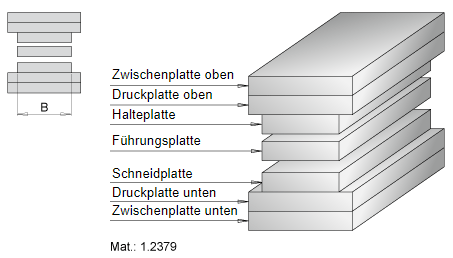 Zwischenplatte oben
Druckplatte oben
Halteplatte
B
Führungsplatte
Schneidplatte
Druckplatte unten
Zwischenplatte unten
Mat.: 1.2379